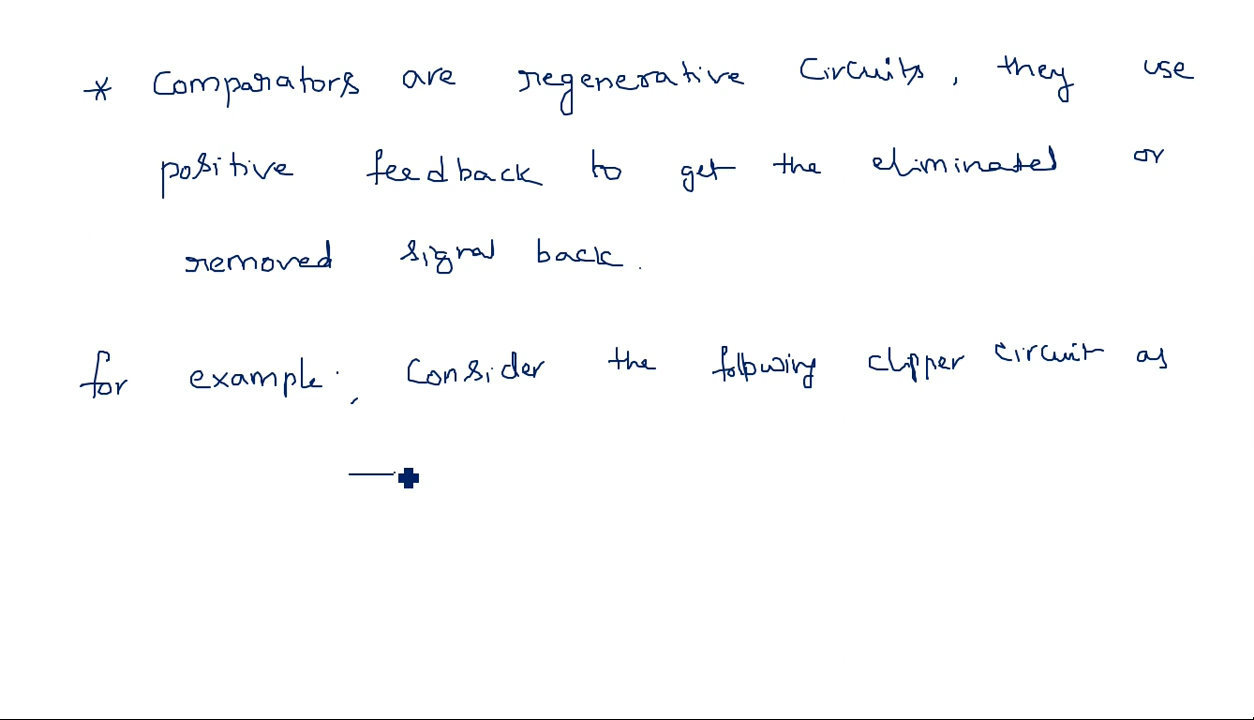 * Comparators are regenerative circuits, they use
positive feedback to get the eliminated or
removed signal back.
for example; Consider the following clipper circuit as